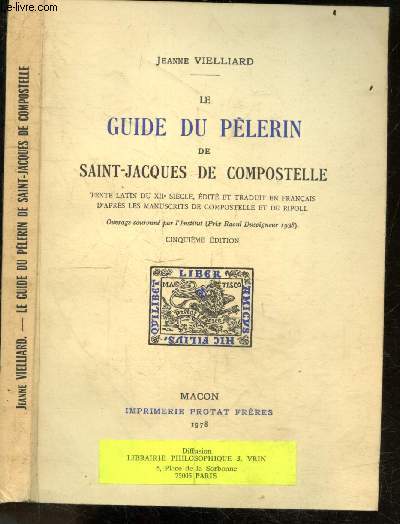 JEANNE VIELLIARD. — LE GUIDE DU PÈLERIN DE SAINT-JACQUES DE COMPOSTELLE
JEANNE VIELLIARD
LE
GUIDE DU PÈLERIN
DE
SAINT-JACQUES DE COMPOSTELLE
TEXTE LATIN DU XIIe SIÈCLE, ÉDITÉ ET TRADUIT EN FRANÇAIS
D'APRÈS LES MANUSCRITS DE COMPOSTELLE ET DE RIPOLL
Ouvrage couronné par l'Institut (Prix Raoul Duseigneur 1938)
CINQUIÈME ÉDITION
LIBER
QUILIBET
AMICUS
HIC FILIUS
MATISCO
MACON
IMPRIMERIE PROTAT FRÈRES
1978
Diffusion
LIBRAIRIE PHILOSOPHIQUE J. VRIN
6, Place de la Sorbonne
75005 PARIS